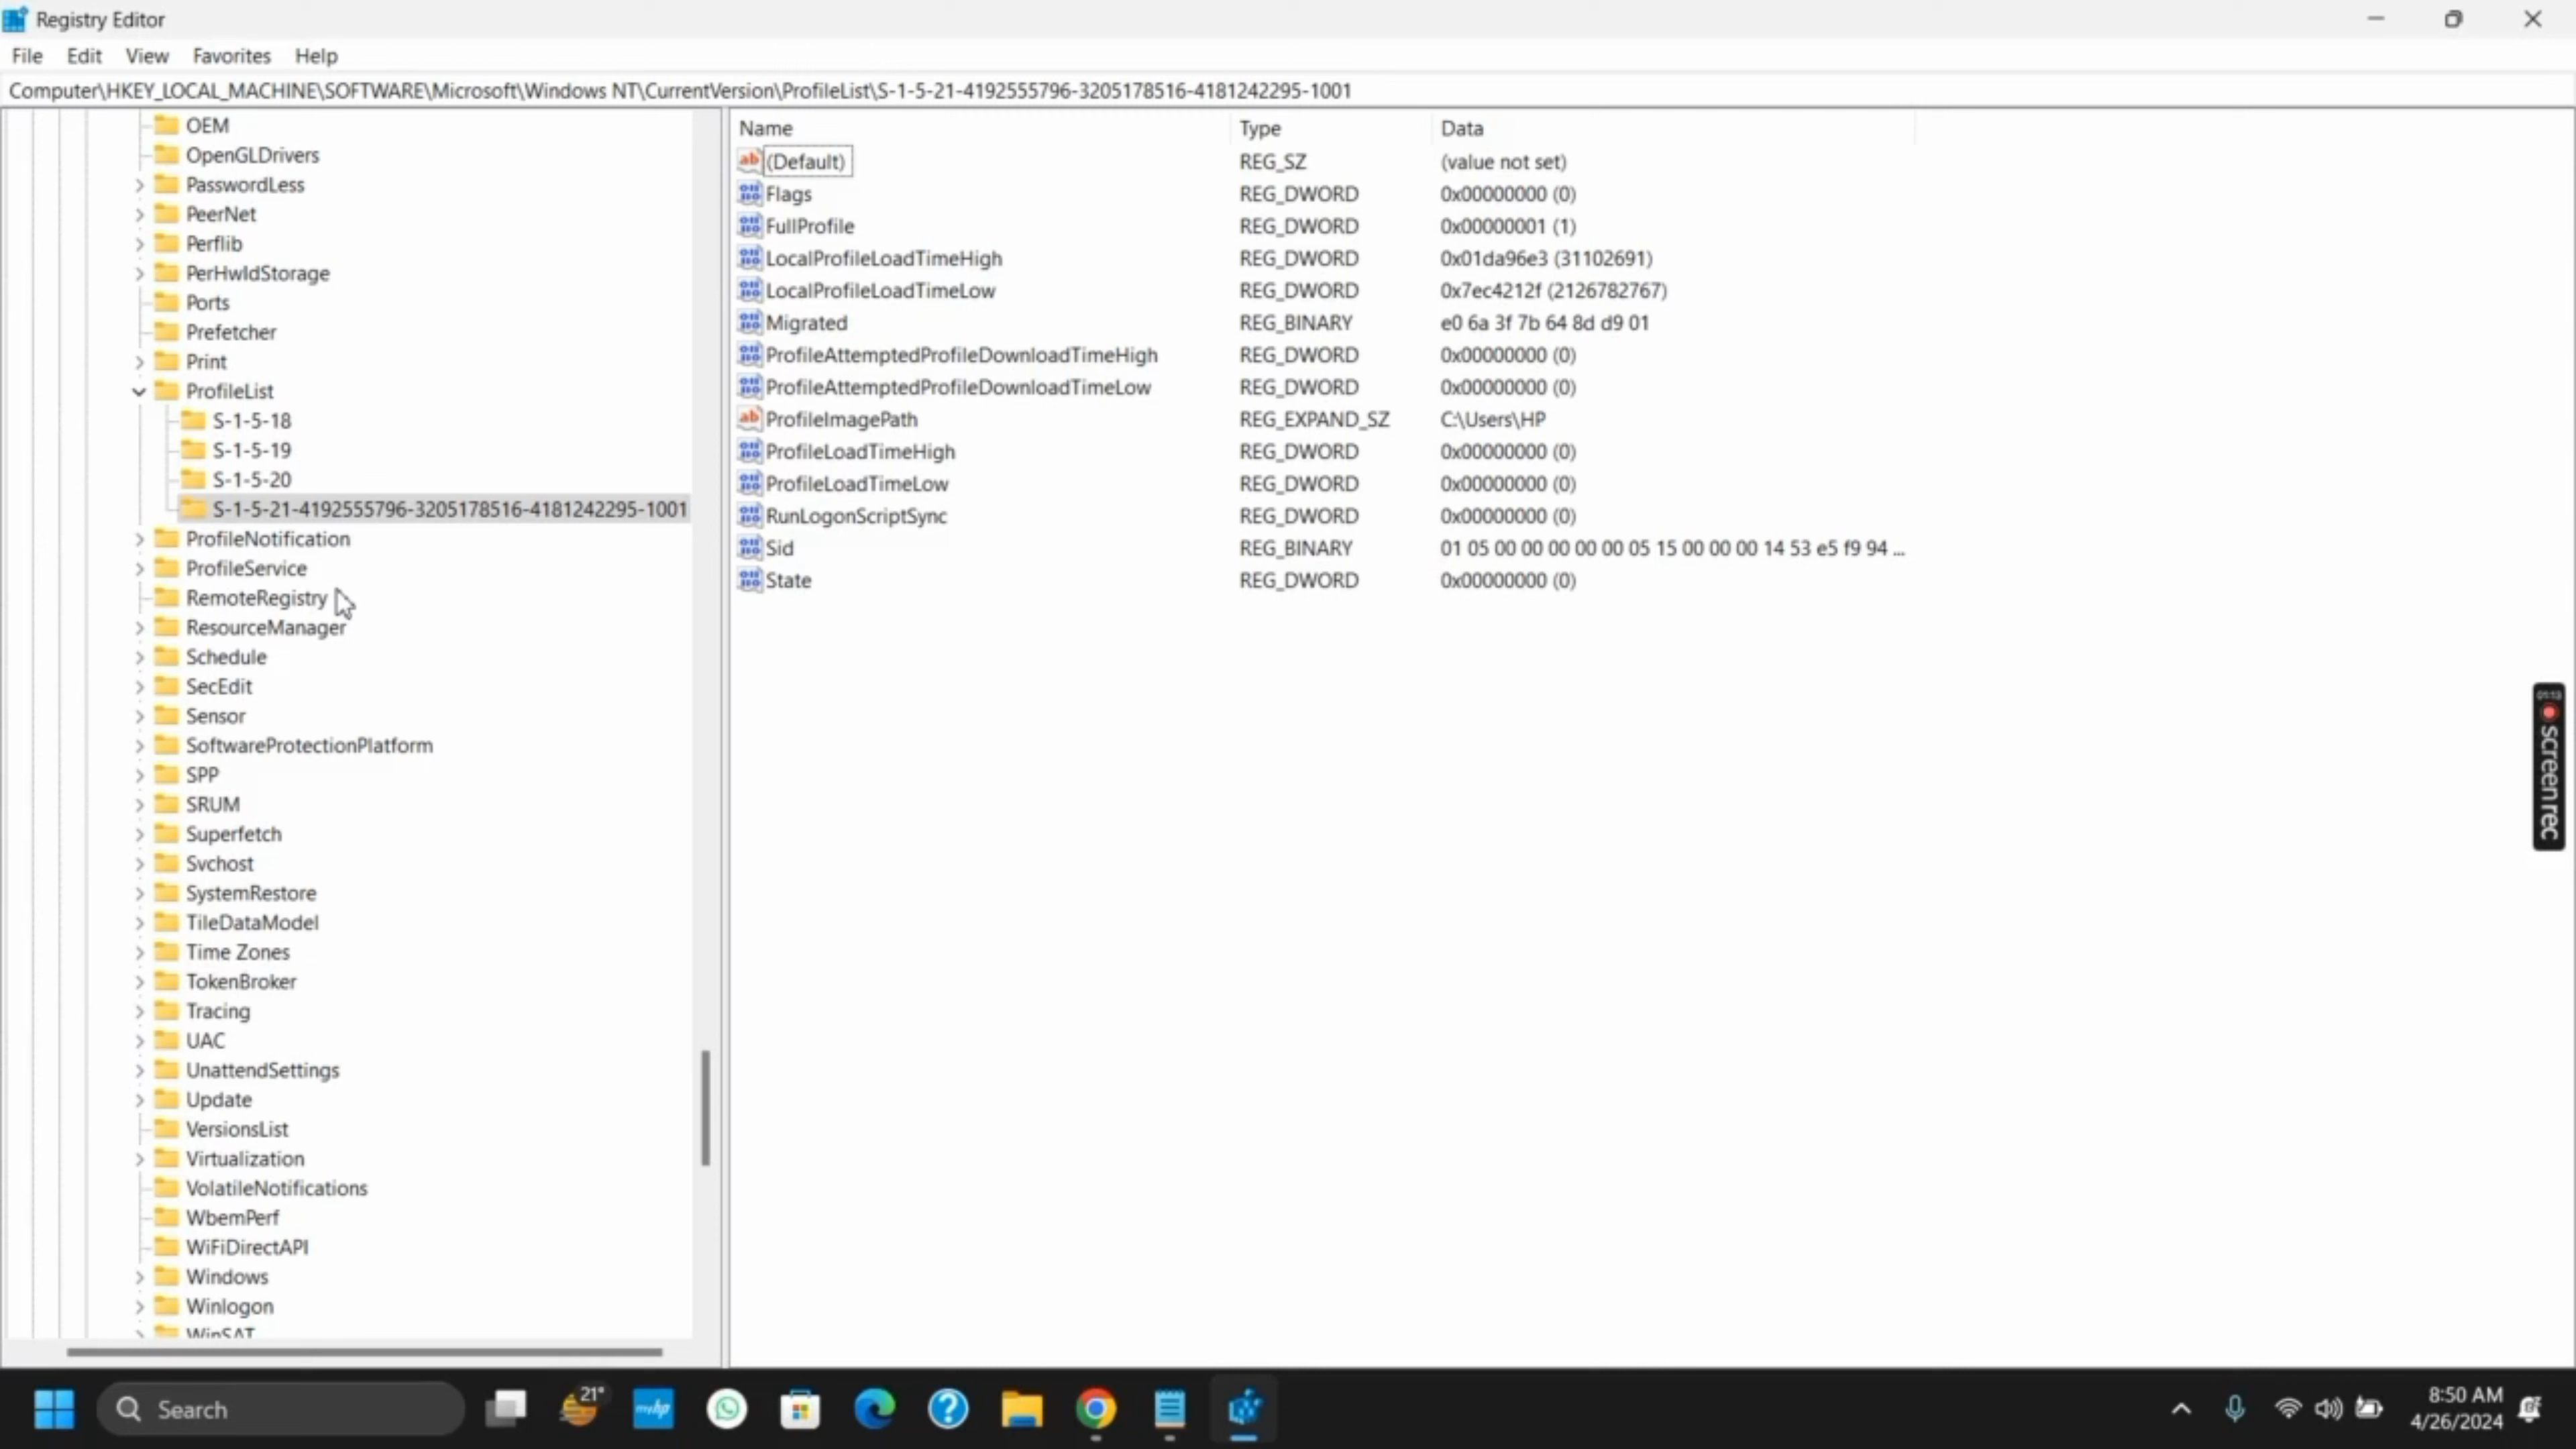 Registry Editor
File Edit View Favorites Help
Computer\HKEY_LOCAL_MACHINE\SOFTWARE\Microsoft\Windows NT\CurrentVersion\ProfileList\S-1-5-21-4192555796-3205178516-4181242295-1001
OEM
OpenGLDrivers
PasswordLess
PeerNet
Perflib
PerHwIdStorage
Ports
Prefetcher
Print
ProfileList
S-1-5-18
S-1-5-19
S-1-5-20
S-1-5-21-4192555796-3205178516-4181242295-1001
ProfileNotification
ProfileService
RemoteRegistry
ResourceManager
Schedule
SecEdit
Sensor
SoftwareProtectionPlatform
SPP
SRUM
Superfetch
Svchost
SystemRestore
TileDataModel
Time Zones
TokenBroker
Tracing
UAC
UnattendSettings
Update
VersionsList
Virtualization
VolatileNotifications
WbemPerf
WiFiDirectAPI
Windows
Winlogon
WinSAT
Name Type Data
(Default) REG_SZ (value not set)
Flags REG_DWORD 0x00000000 (0)
FullProfile REG_DWORD 0x00000001 (1)
LocalProfileLoadTimeHigh REG_DWORD 0x01da96e3 (31102691)
LocalProfileLoadTimeLow REG_DWORD 0x7ec4212f (2126782767)
Migrated REG_BINARY e0 6a 3f 7b 64 8d d9 01
ProfileAttemptedProfileDownloadTimeHigh REG_DWORD 0x00000000 (0)
ProfileAttemptedProfileDownloadTimeLow REG_DWORD 0x00000000 (0)
ProfileImagePath REG_EXPAND_SZ C:\Users\HP
ProfileLoadTimeHigh REG_DWORD 0x00000000 (0)
ProfileLoadTimeLow REG_DWORD 0x00000000 (0)
RunLogonScriptSync REG_DWORD 0x00000000 (0)
Sid REG_BINARY 01 05 00 00 00 00 00 05 15 00 00 00 14 53 e5 f9 94 ...
State REG_DWORD 0x00000000 (0)
01:13
screen rec
Search
21°
myhp
8:50 AM
4/26/2024